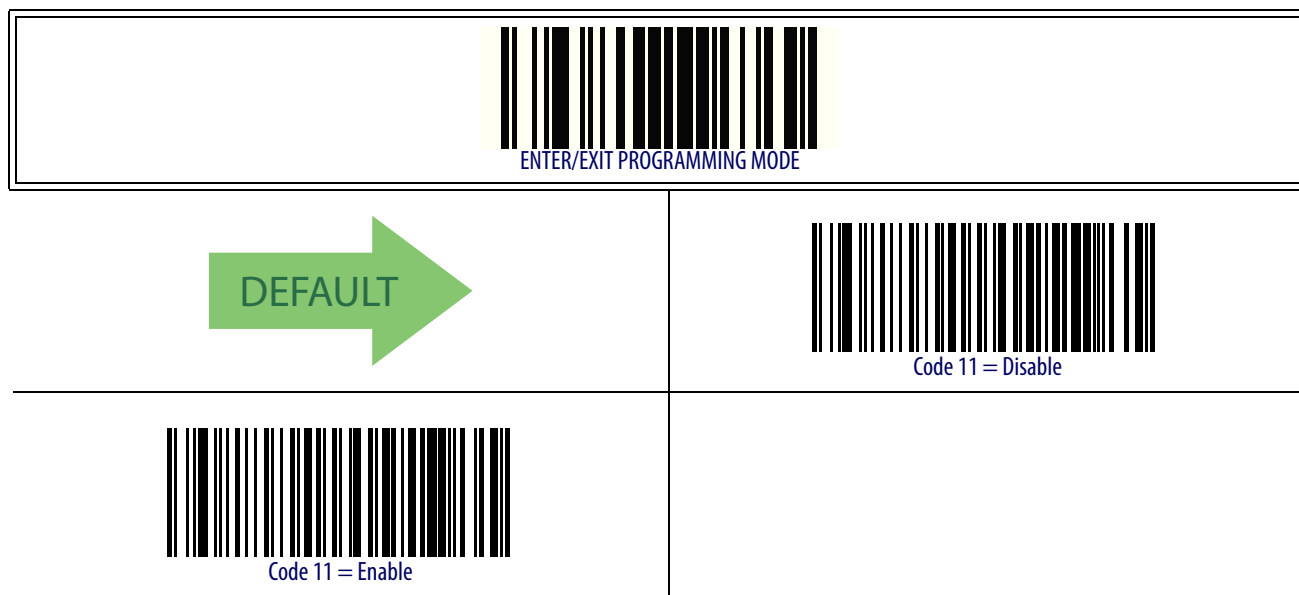 ENTER/EXIT PROGRAMMING MODE
DEFAULT
Code 11 = Disable
Code 11 = Enable